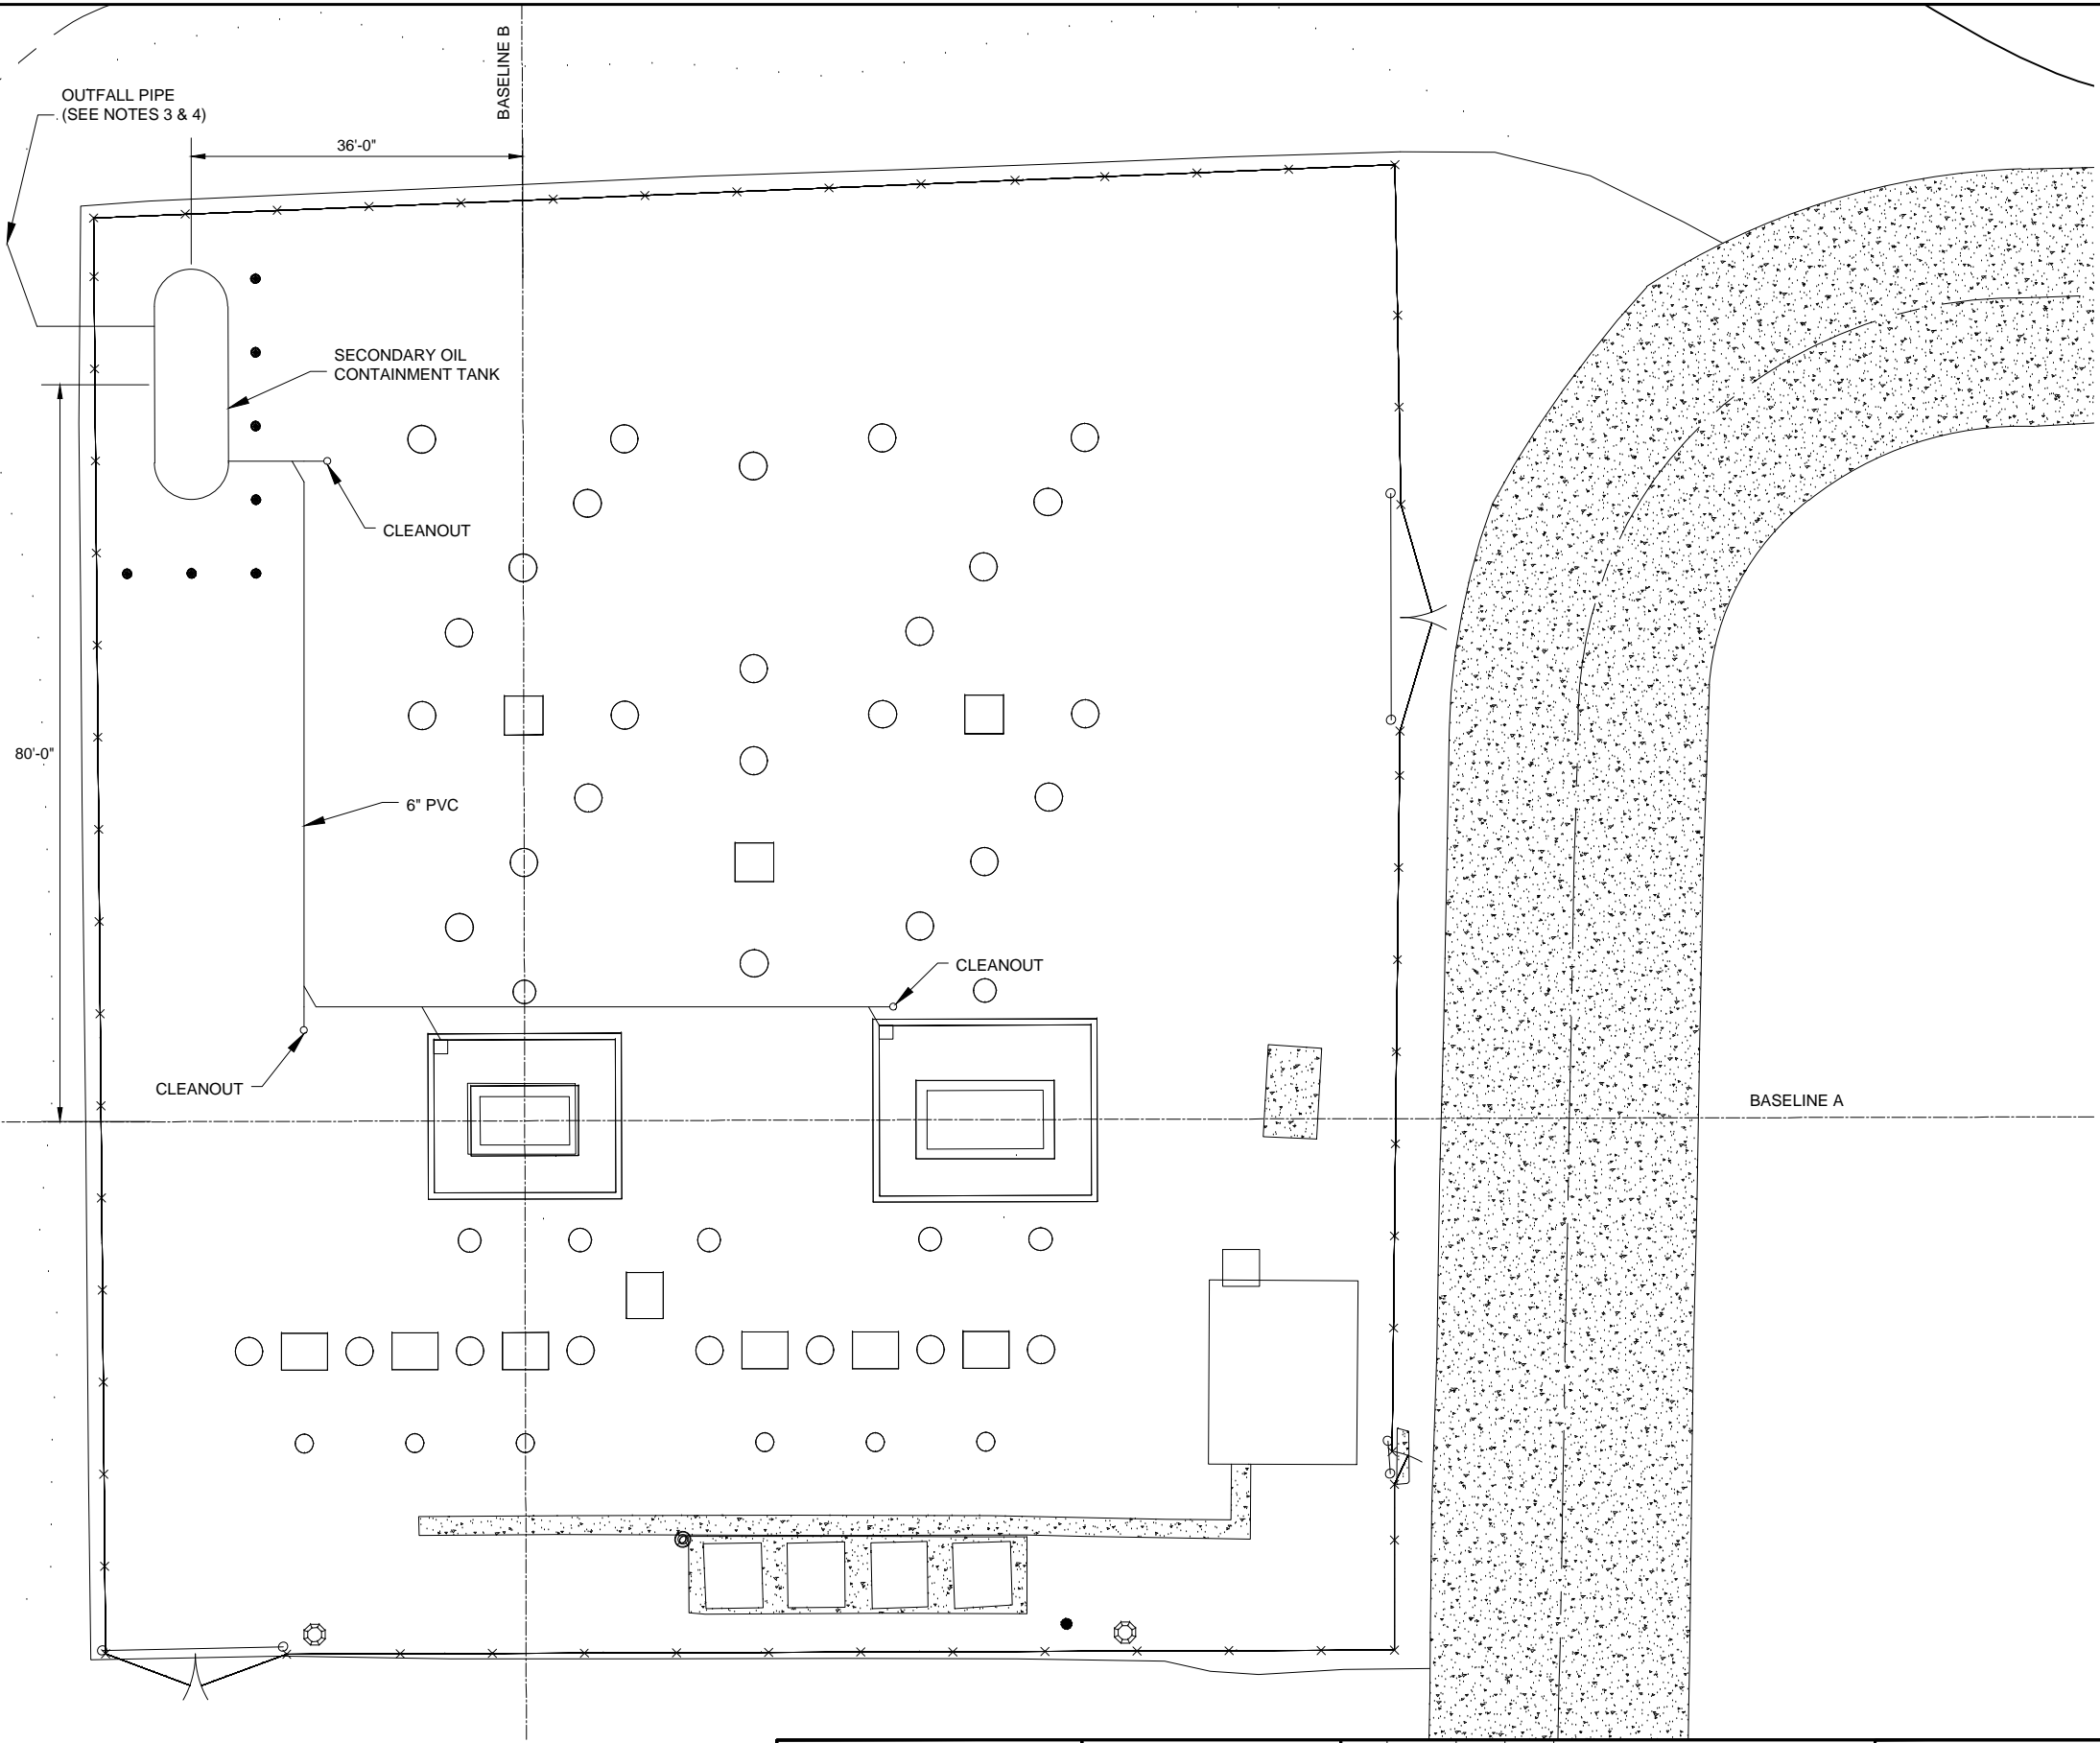 BASELINE B
OUTFALL PIPE
(SEE NOTES 3 & 4)
36'-0"
SECONDARY OIL
CONTAINMENT TANK
CLEANOUT
80'-0"
6" PVC
CLEANOUT
CLEANOUT
BASELINE A